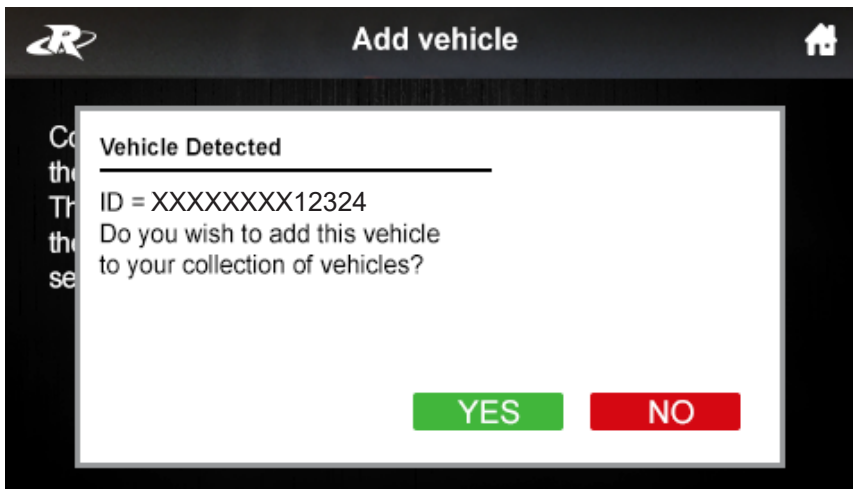 Add vehicle
Vehicle Detected
ID = XXXXXXXX12324
Do you wish to add this vehicle
to your collection of vehicles?
YES
NO